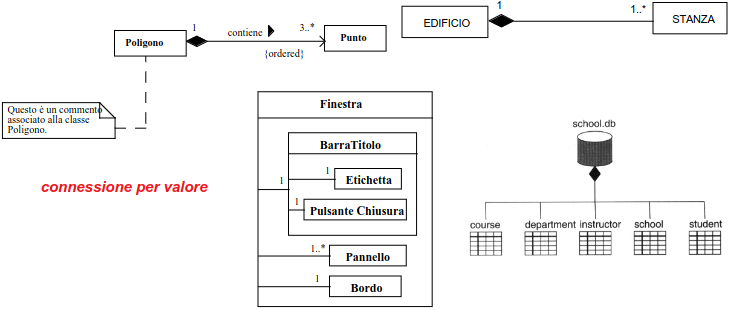 1
contiene
3..*
Poligono
Punto
{ordered}
EDIFICIO
1
1..*
STANZA
Questo è un commento
associato alla classe
Poligono.
connessione per valore
Finestra
BarraTitolo
1
1
Etichetta
1
Pulsante Chiusura
1..*
Pannello
1
Bordo
school.db
course
department
instructor
school
student